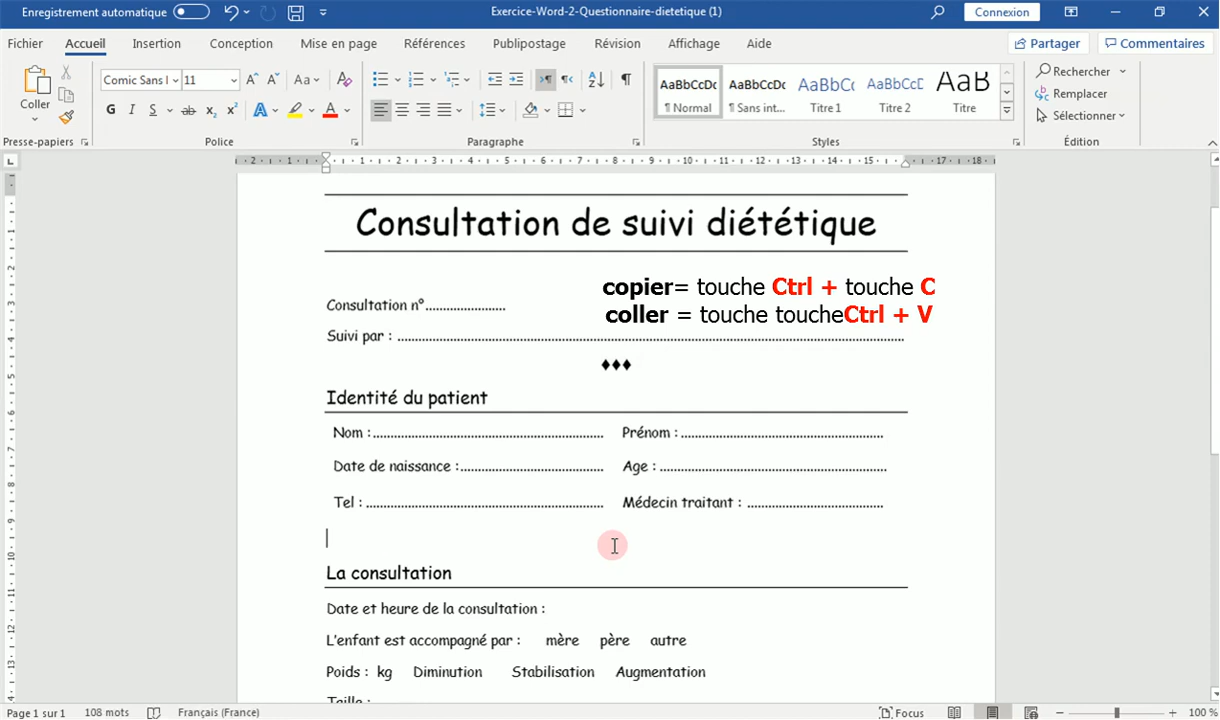 Enregistrement automatique
Exercice-Word-2-Questionnaire-dietetique (1)
Connexion
Fichier Accueil Insertion Conception Mise en page Références Publipostage Révision Affichage Aide
Partager Commentaires
Coller
Comic Sans I 11
G I S ab x₂ x²
AaBbCcDc AaBbCcDc AaBbCc AaBbCcD AaB
¶ Normal ¶ Sans int... Titre 1 Titre 2 Titre
Rechercher
Remplacer
Sélectionner
Presse-papiers Police Paragraphe Styles Édition
Consultation de suivi diététique
copier= touche Ctrl + touche C
Consultation n°......................
coller = touche toucheCtrl + V
Suivi par : ................................................................................
♦♦♦
Identité du patient
Nom :................................................................ Prénom : ........................................................
Date de naissance :........................................ Age : ...............................................................
Tel : .................................................................. Médecin traitant : ......................................
La consultation
Date et heure de la consultation :
L'enfant est accompagné par : mère père autre
Poids : kg Diminution Stabilisation Augmentation
Taille :
Page 1 sur 1 108 mots Français (France) Focus 100 %